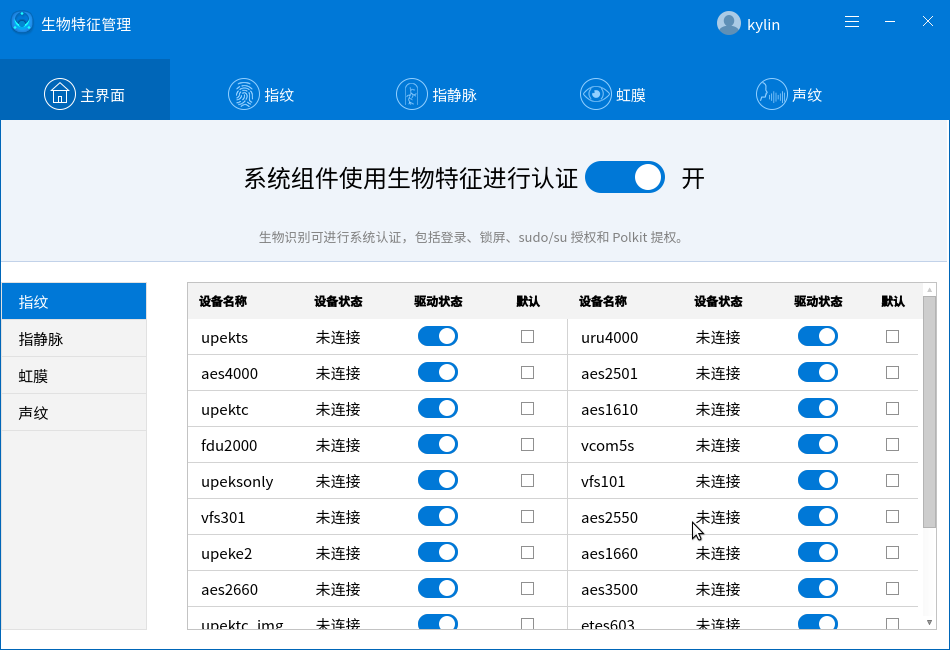 生物特征管理 kylin
主界面 指纹 指静脉 虹膜 声纹
系统组件使用生物特征进行认证 开
生物识别可进行系统认证，包括登录、锁屏、sudo/su 授权和 Polkit 提权。
指纹
指静脉
虹膜
声纹
设备名称 设备状态 驱动状态 默认 设备名称 设备状态 驱动状态 默认
upekts 未连接 uru4000 未连接
aes4000 未连接 aes2501 未连接
upektc 未连接 aes1610 未连接
fdu2000 未连接 vcom5s 未连接
upeksonly 未连接 vfs101 未连接
vfs301 未连接 aes2550 未连接
upeke2 未连接 aes1660 未连接
aes2660 未连接 aes3500 未连接
upektc_img 未连接 etes603 未连接